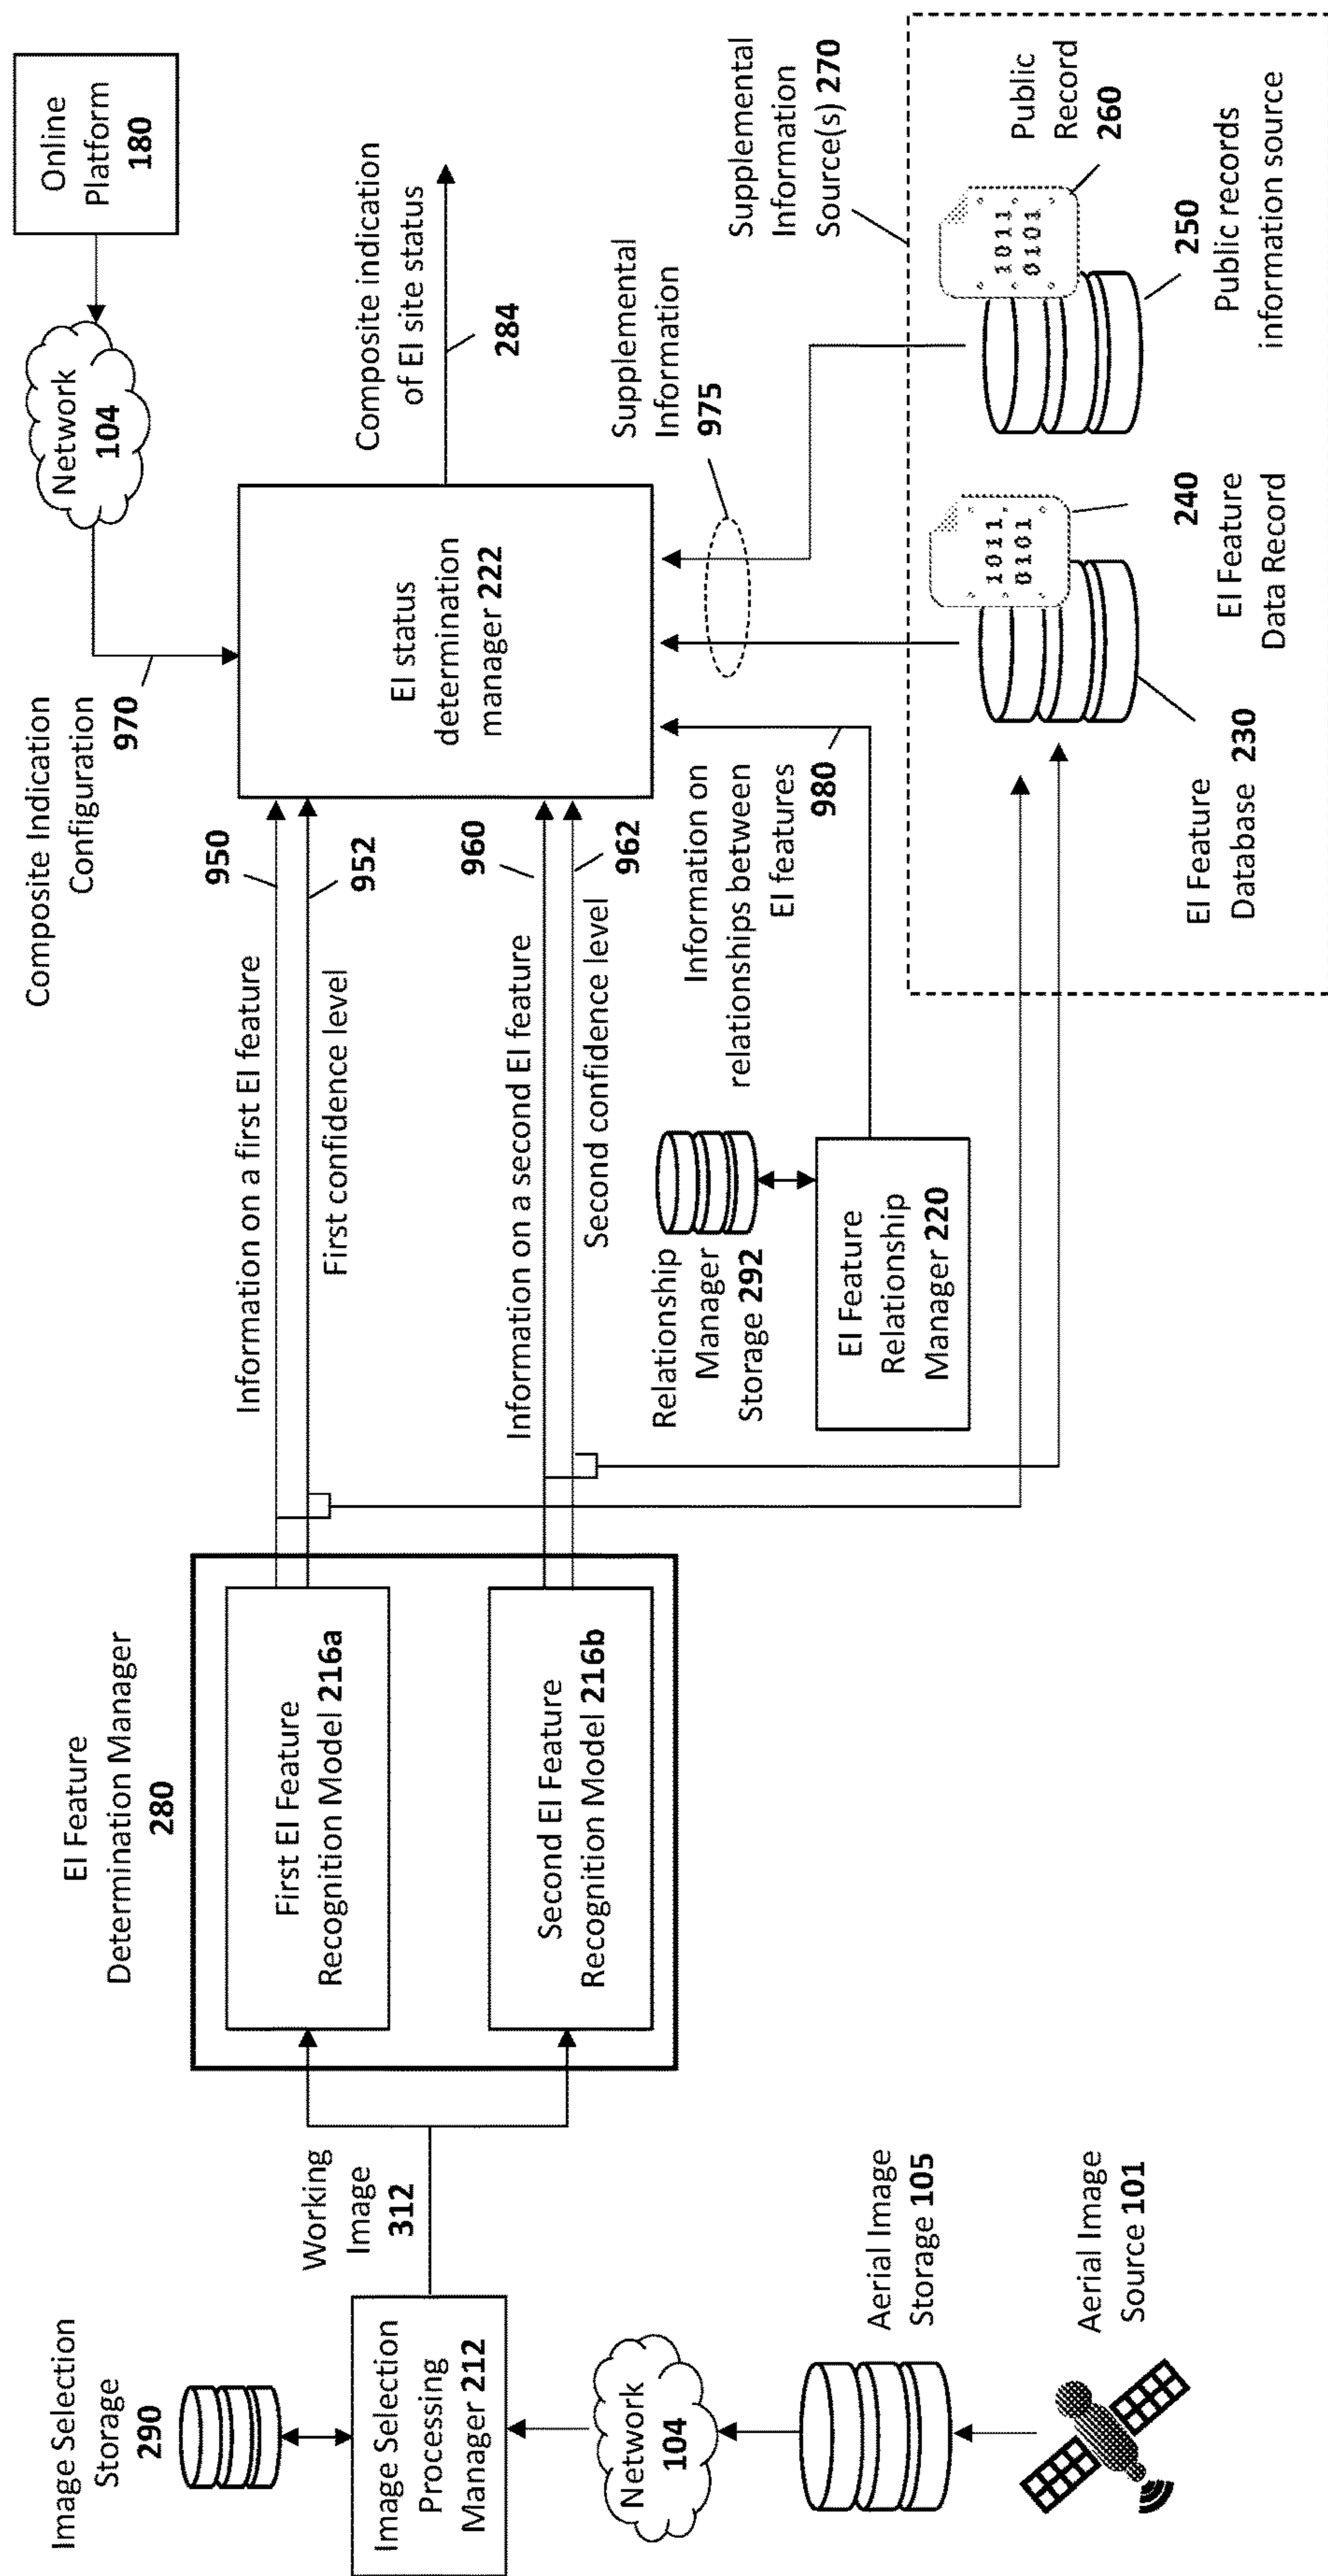 Image Selection
Storage
290
Image Selection
Processing
Manager 212
Network
104
Aerial Image
Storage 105
Aerial Image
Source 101
Working
Image
312
EI Feature
Determination Manager
280
First EI Feature
Recognition Model 216a
Second EI Feature
Recognition Model 216b
Information on a first EI feature
950
First confidence level
952
Information on a second EI feature
960
Second confidence level
962
Relationship
Manager
Storage 292
EI Feature
Relationship
Manager 220
Information on
relationships between
EI features
980
Composite Indication
Configuration
970
Network
104
Online
Platform
180
EI status
determination
manager 222
Composite indication
of EI site status
284
Supplemental
Information
975
Supplemental
Information
Source(s) 270
1011
0101
EI Feature
Database 230
240
EI Feature
Data Record
1011
0101
Public
Record
260
250
Public records
information source